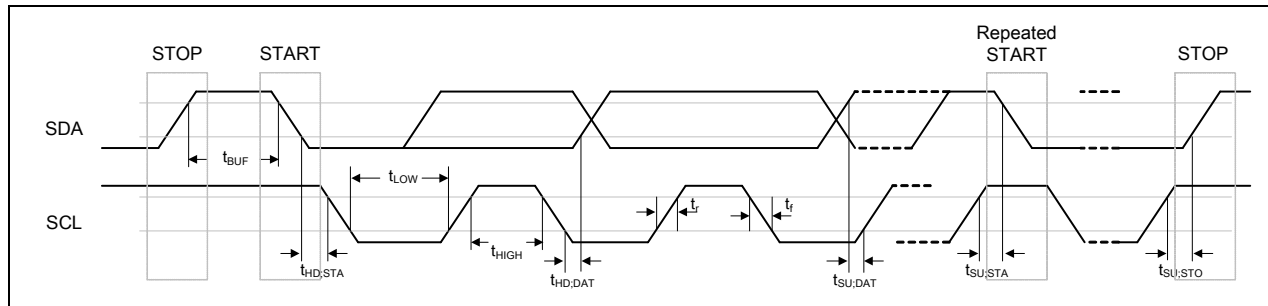 STOP
START
Repeated
START
STOP
SDA
tBUF
tLOW
tr
tf
SCL
tHD;STA
tHIGH
tHD;DAT
tSU;DAT
tSU;STA
tSU;STO